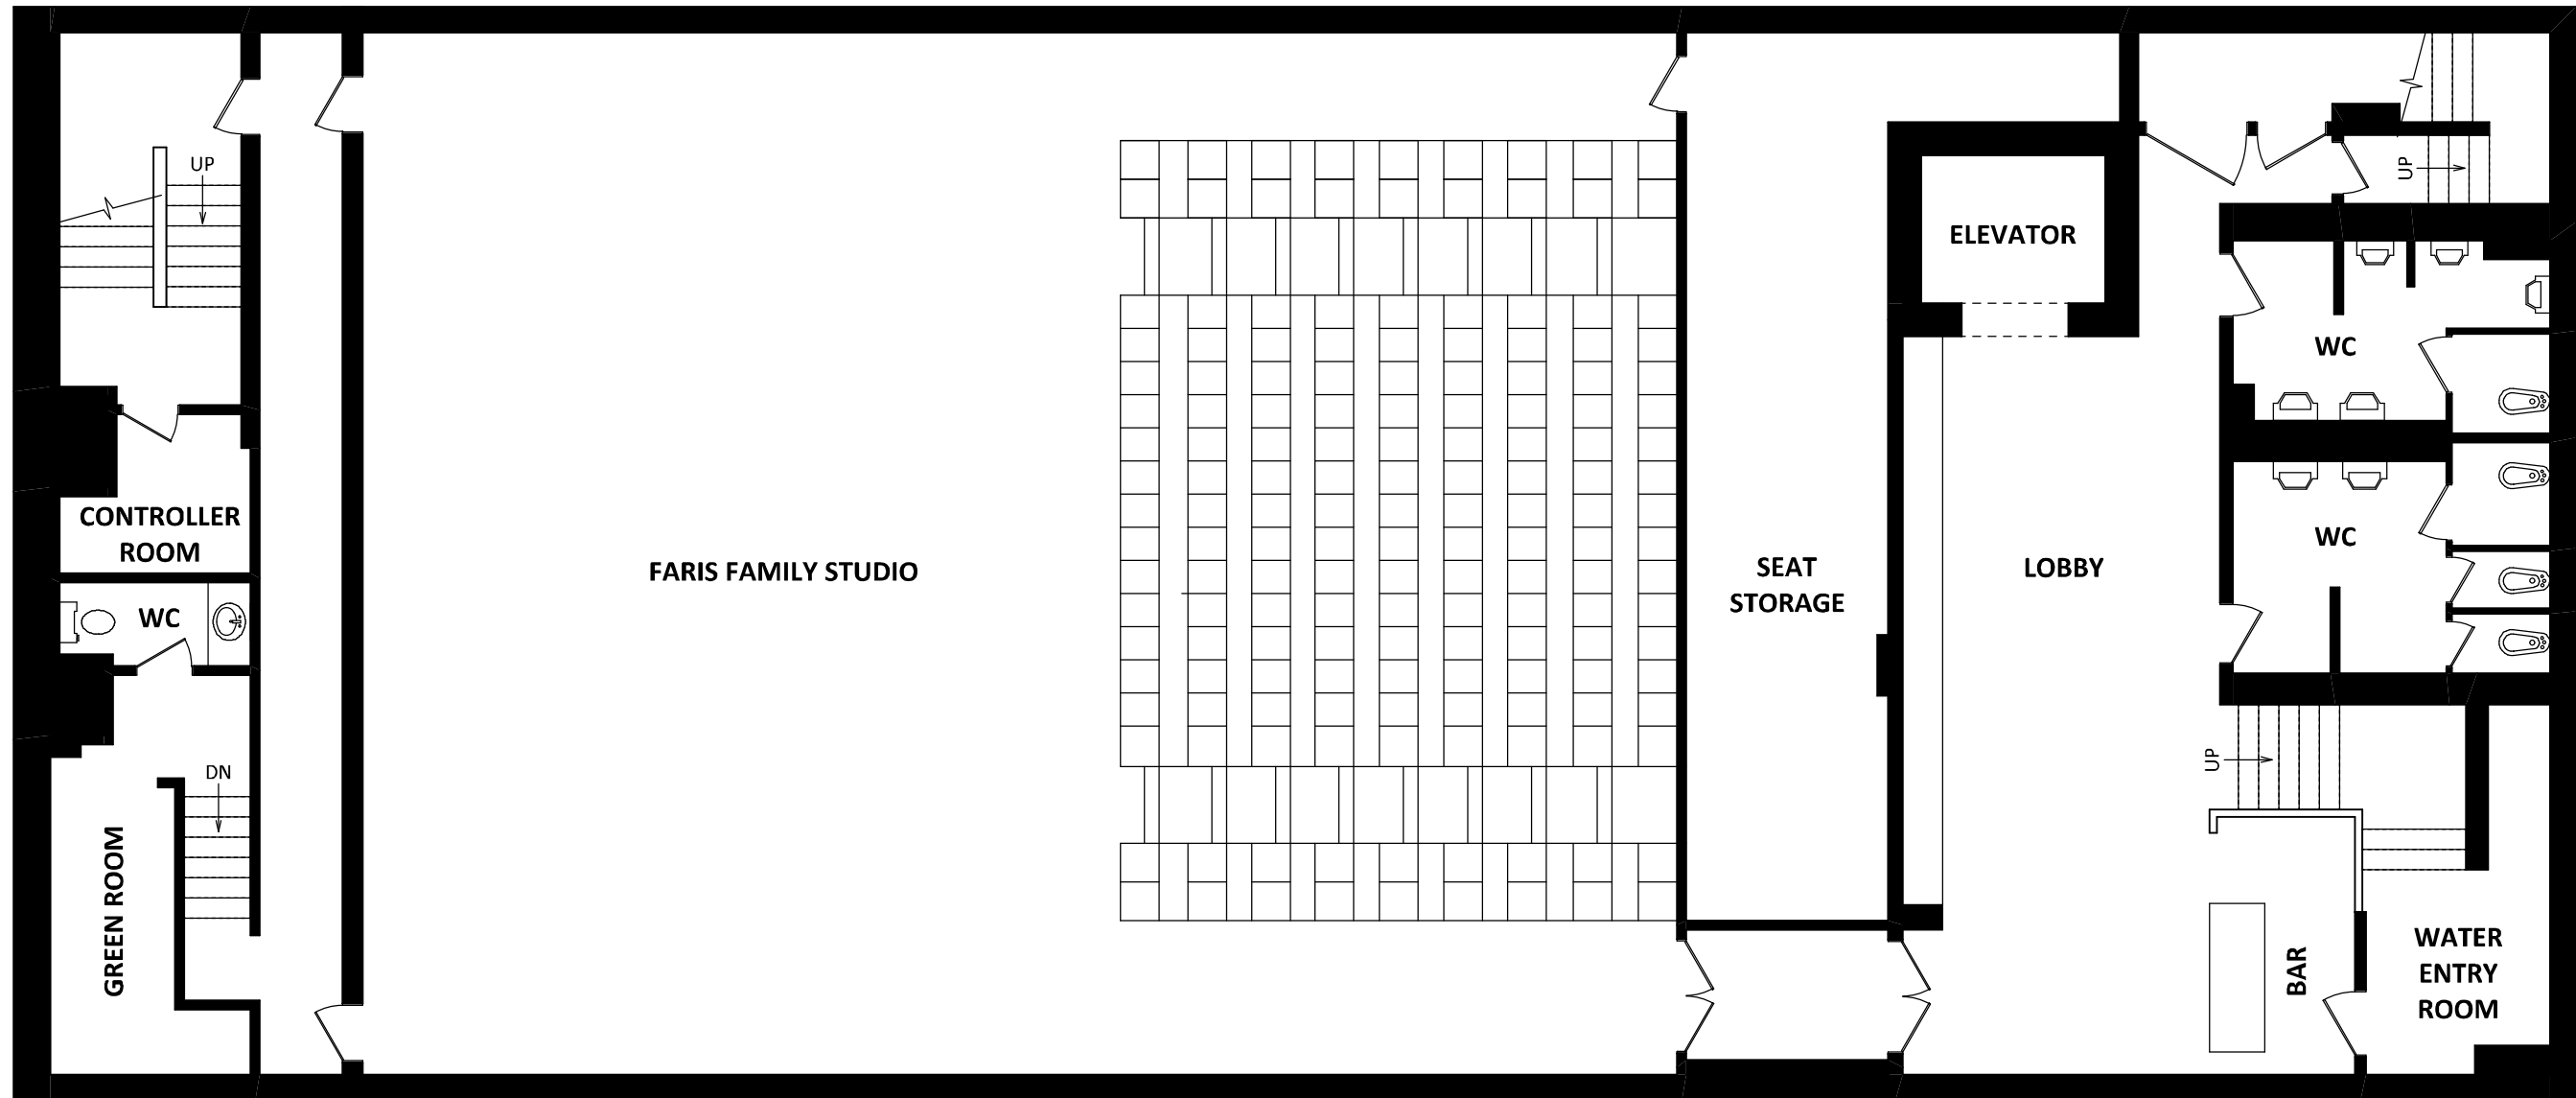 UP
UP
ELEVATOR
WC
CONTROLLER
ROOM
WC
FARIS FAMILY STUDIO
SEAT
STORAGE
LOBBY
WC
UP
DN
GREEN ROOM
BAR
WATER
ENTRY
ROOM